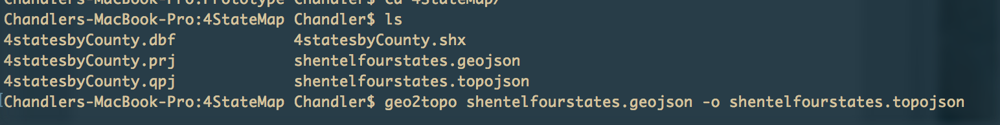 Chandlers-MacBook-Pro:Prototype Chandler$ cd 4StateMap/
Chandlers-MacBook-Pro:4StateMap Chandler$ ls
4statesbyCounty.dbf 4statesbyCounty.shx
4statesbyCounty.prj shentelfourstates.geojson
4statesbyCounty.qpj shentelfourstates.topojson
Chandlers-MacBook-Pro:4StateMap Chandler$ geo2topo shentelfourstates.geojson -o shentelfourstates.topojson